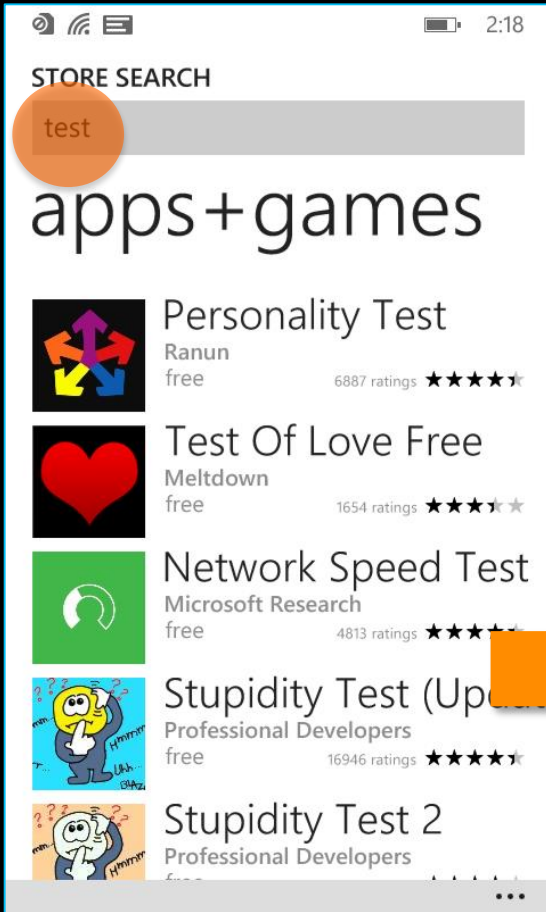 2:18
STORE SEARCH
test
apps+games
Personality Test
Ranun
free 6887 ratings
Test Of Love Free
Meltdown
free 1654 ratings
Network Speed Test
Microsoft Research
free 4813 ratings
Stupidity Test
Professional Developers
free 16946 ratings
Stupidity Test 2
Professional Developers